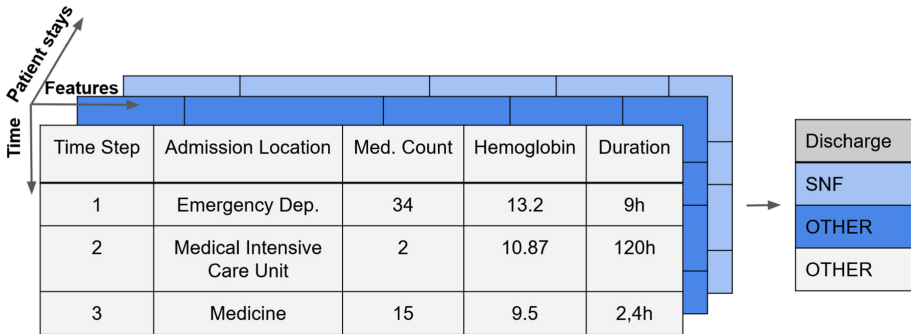 Patient stays
Features
Time
Time Step Admission Location Med. Count Hemoglobin Duration
1 Emergency Dep. 34 13.2 9h
2 Medical Intensive Care Unit 2 10.87 120h
3 Medicine 15 9.5 2,4h
Discharge
SNF
OTHER
OTHER